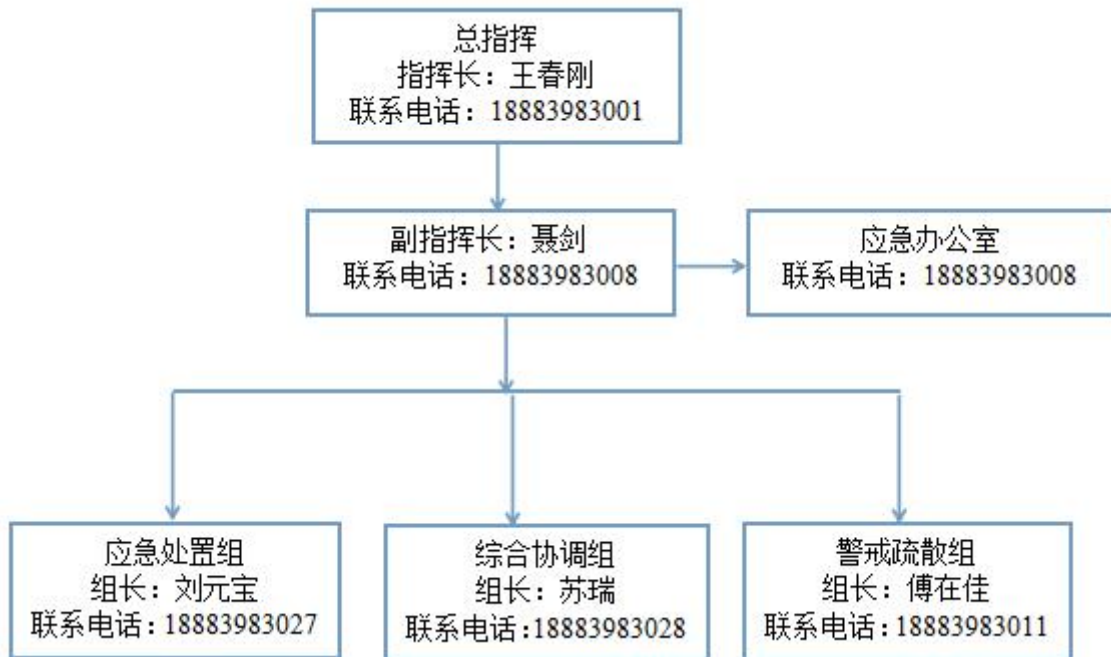 总指挥
指挥长：王春刚
联系电话：18883983001
副指挥长：聂剑
联系电话：18883983008
应急办公室
联系电话：18883983008
应急处置组
组长：刘元宝
联系电话：18883983027
综合协调组
组长：苏瑞
联系电话：18883983028
警戒疏散组
组长：傅在佳
联系电话：18883983011